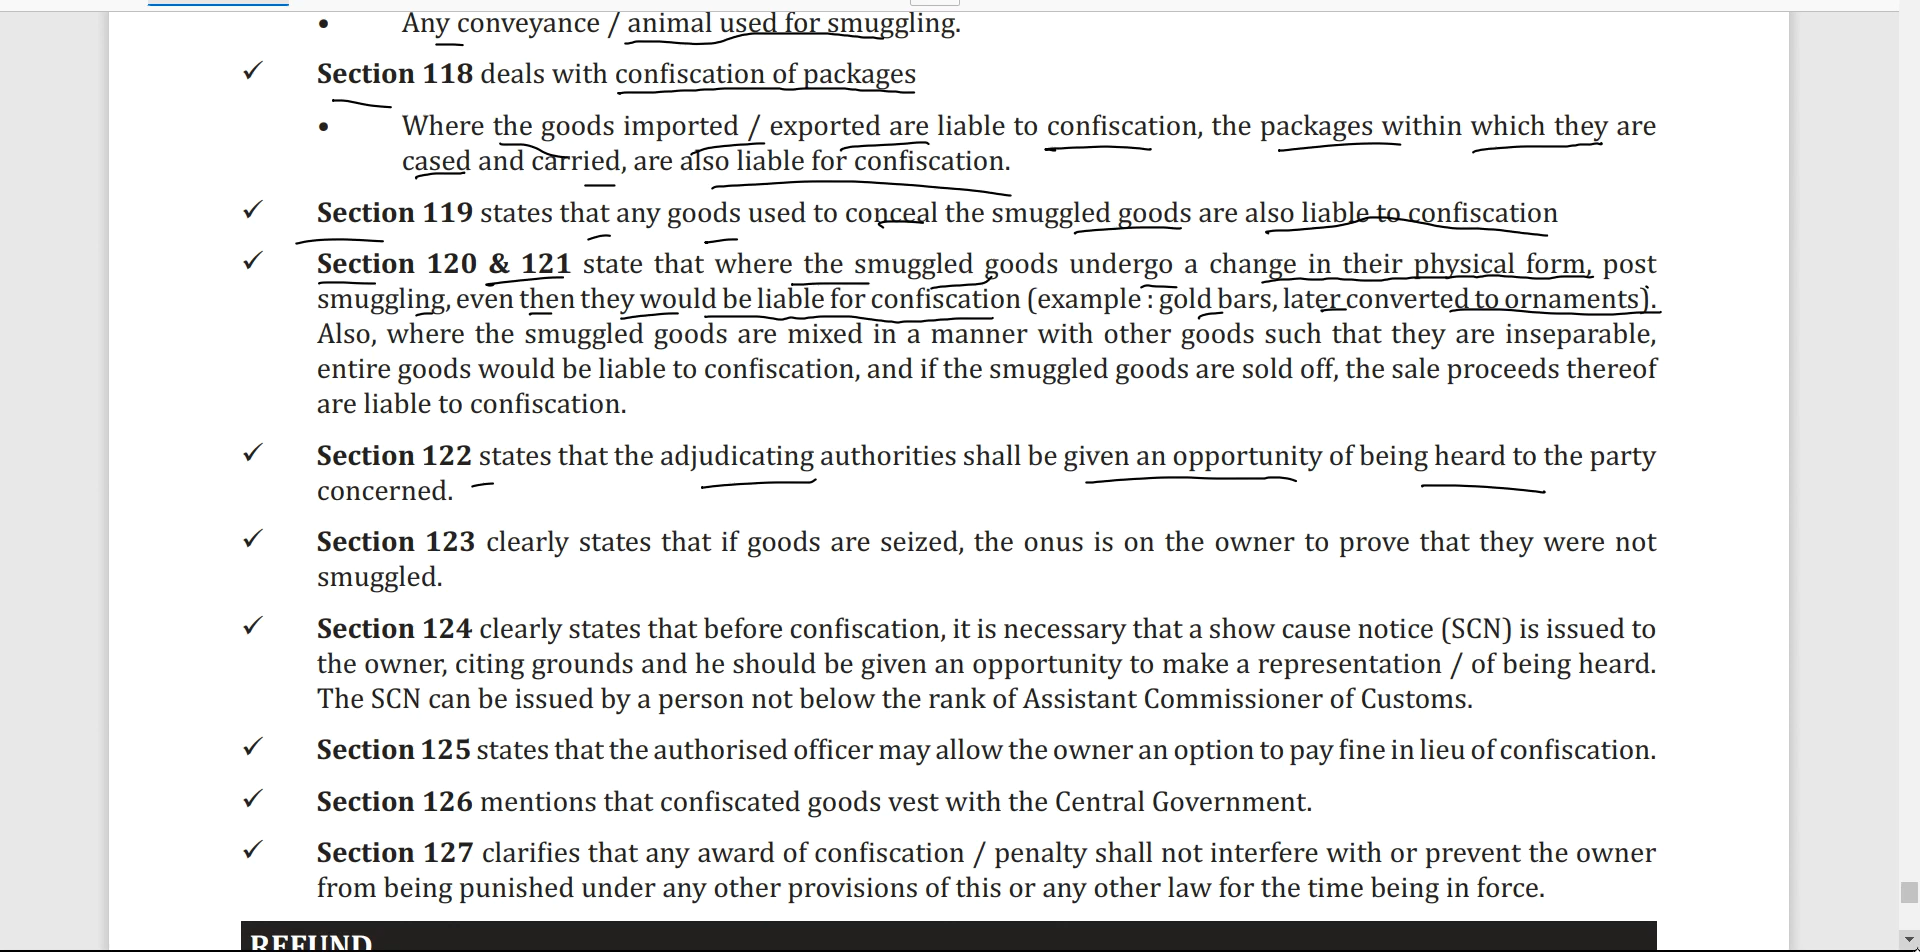 • Any conveyance / animal used for smuggling.
✓ Section 118 deals with confiscation of packages
• Where the goods imported / exported are liable to confiscation, the packages within which they are
cased and carried, are also liable for confiscation.
✓ Section 119 states that any goods used to conceal the smuggled goods are also liable to confiscation
✓ Section 120 & 121 state that where the smuggled goods undergo a change in their physical form, post
smuggling, even then they would be liable for confiscation (example : gold bars, later converted to ornaments).
Also, where the smuggled goods are mixed in a manner with other goods such that they are inseparable,
entire goods would be liable to confiscation, and if the smuggled goods are sold off, the sale proceeds thereof
are liable to confiscation.
✓ Section 122 states that the adjudicating authorities shall be given an opportunity of being heard to the party
concerned.
✓ Section 123 clearly states that if goods are seized, the onus is on the owner to prove that they were not
smuggled.
✓ Section 124 clearly states that before confiscation, it is necessary that a show cause notice (SCN) is issued to
the owner, citing grounds and he should be given an opportunity to make a representation / of being heard.
The SCN can be issued by a person not below the rank of Assistant Commissioner of Customs.
✓ Section 125 states that the authorised officer may allow the owner an option to pay fine in lieu of confiscation.
✓ Section 126 mentions that confiscated goods vest with the Central Government.
✓ Section 127 clarifies that any award of confiscation / penalty shall not interfere with or prevent the owner
from being punished under any other provisions of this or any other law for the time being in force.
REFUND